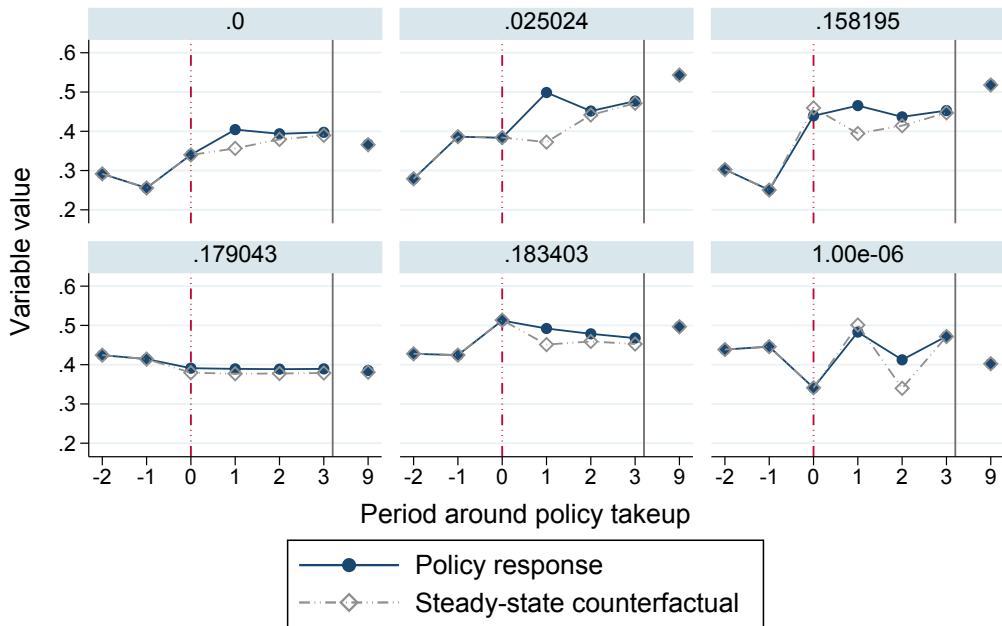 .0 .025024 .158195
.6
.5
.4
.3
.2
.179043 .183403 1.00e-06
.6
.5
.4
.3
.2
-2 -1 0 1 2 3 9 -2 -1 0 1 2 3 9 -2 -1 0 1 2 3 9
Variable value
Period around policy takeup
Policy response
Steady-state counterfactual